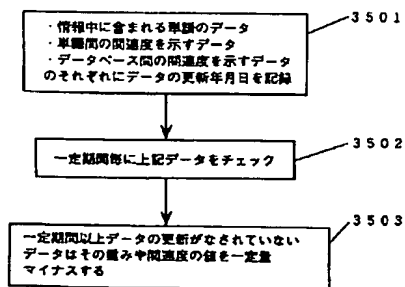 3501
・情報中に含まれる単語のデータ
・単語間の関連度を示すデータ
・データベース間の関連度を示すデータ
のそれぞれにデータの更新年月日を記録
3502
一定期間毎に上記データをチェック
3503
一定期間以上データの更新がなされていない
データはその重み中関連度の値を一定量
マイナスする